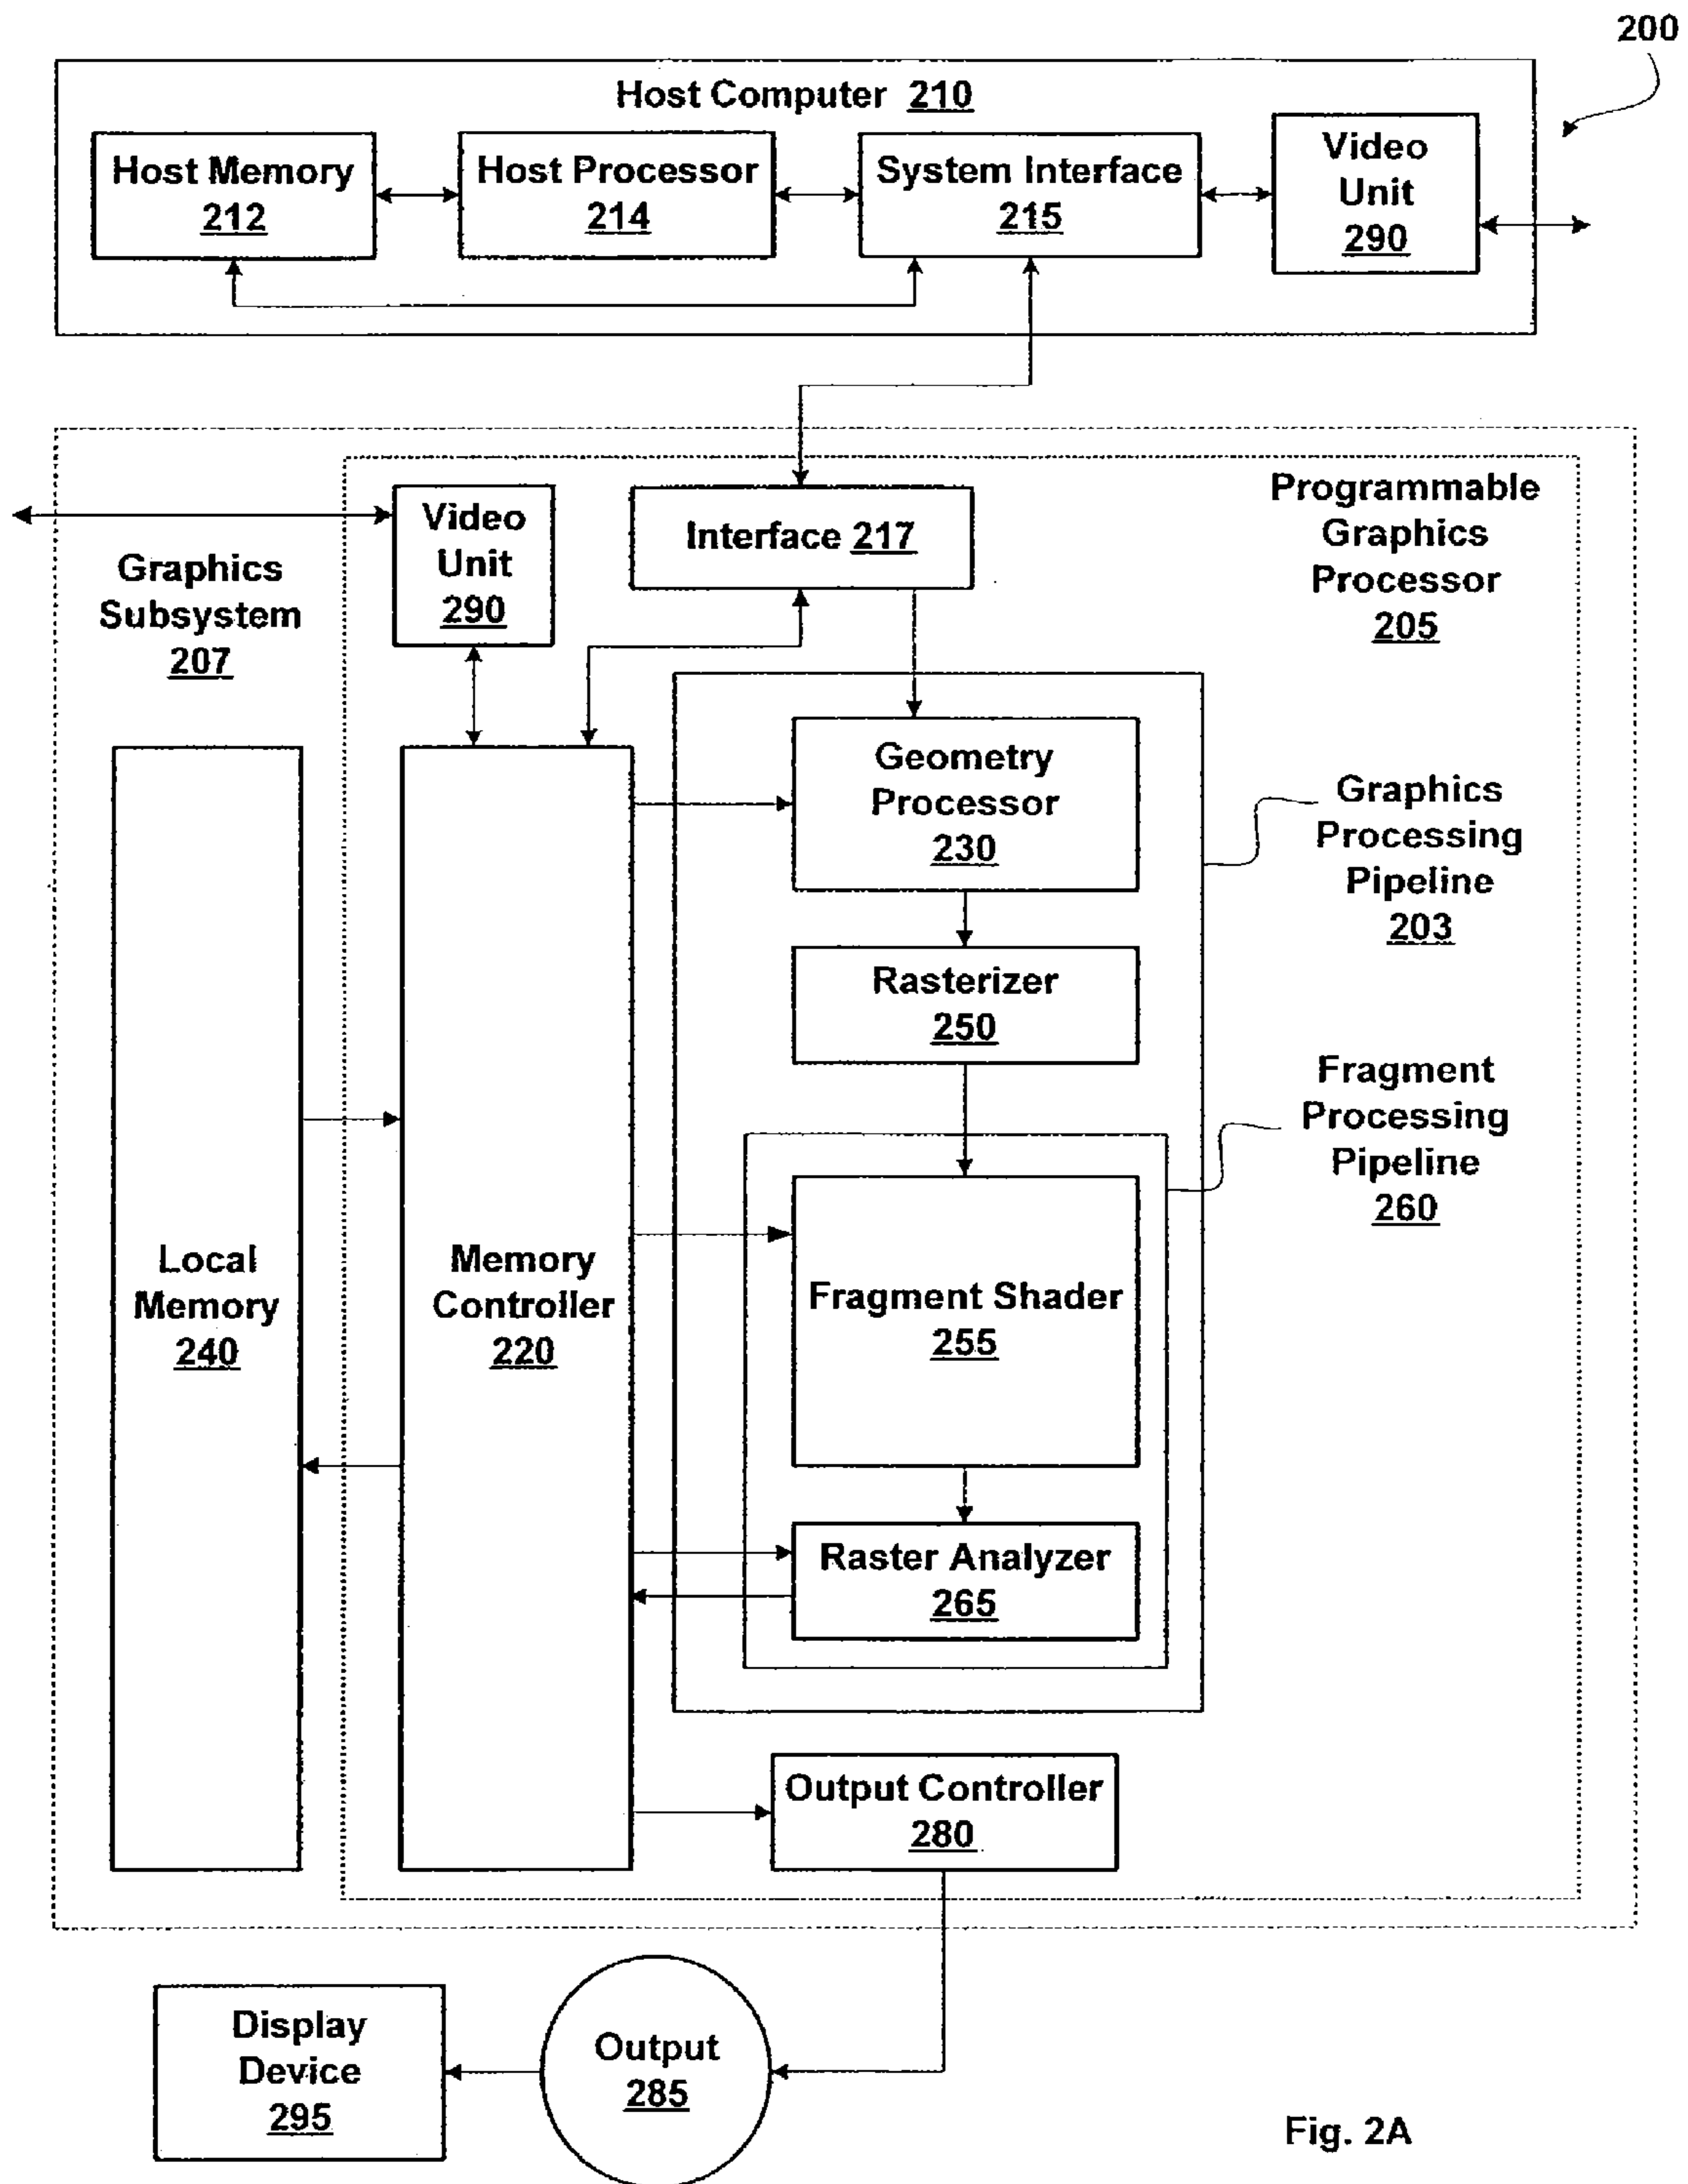 200
Host Computer 210
Host Memory
212
Host Processor
214
System Interface
215
Video
Unit
290
Programmable
Graphics
Processor
205
Video
Unit
290
Interface 217
Graphics
Subsystem
207
Geometry
Processor
230
Graphics
Processing
Pipeline
203
Rasterizer
250
Fragment
Processing
Pipeline
260
Local
Memory
240
Memory
Controller
220
Fragment Shader
255
Raster Analyzer
265
Output Controller
280
Display
Device
295
Output
285
Fig. 2A